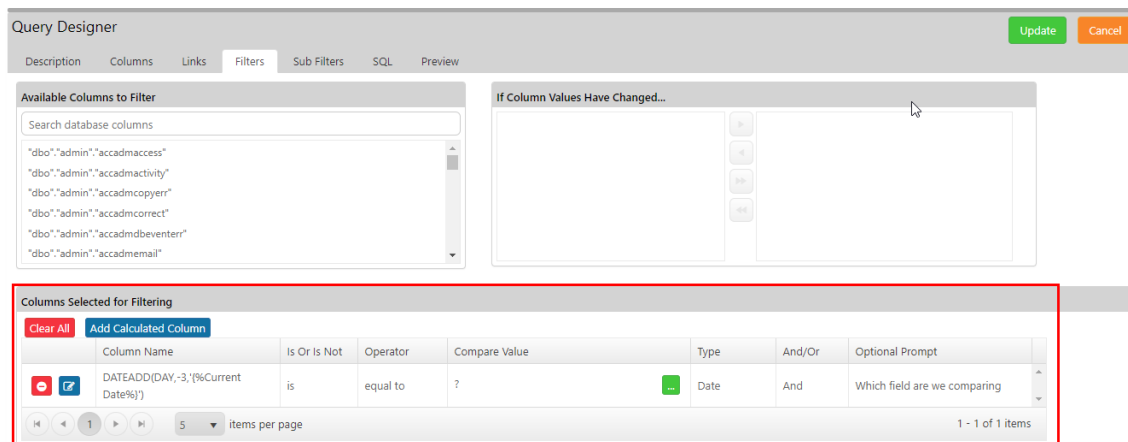 Query Designer
Update
Cancel
Description Columns Links Filters Sub Filters SQL Preview
Available Columns to Filter
If Column Values Have Changed...
Search database columns
"dbo"."admin"."accadmaccess"
"dbo"."admin"."accadmactivity"
"dbo"."admin"."accadmcopyerr"
"dbo"."admin"."accadmcorrect"
"dbo"."admin"."accadmdbeventerr"
"dbo"."admin"."accadmemail"
Columns Selected for Filtering
Clear All Add Calculated Column
Column Name Is Or Is Not Operator Compare Value Type And/Or Optional Prompt
DATEADD(DAY,-3,'{%Current
Date%}')
is equal to ? ... Date And Which field are we comparing
1 5 items per page 1 - 1 of 1 items